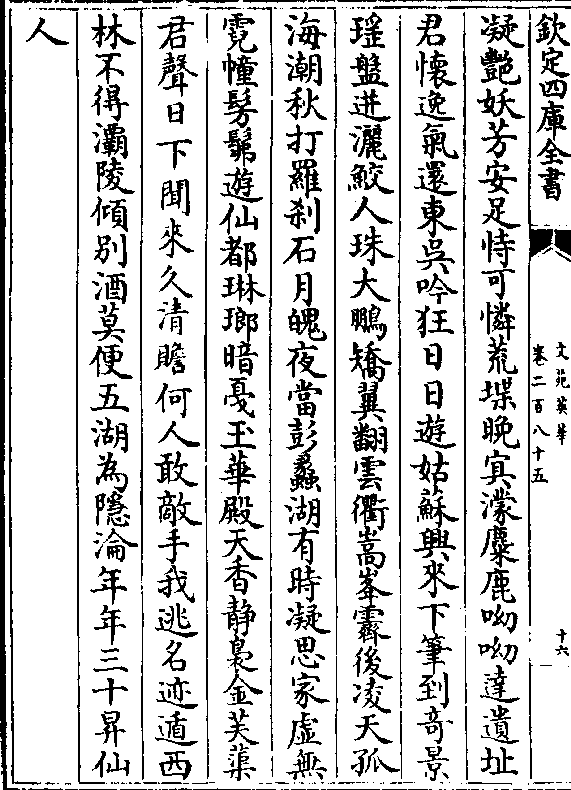 欽定四庫全書
文苑英華
卷二百八十五
十六
凝艷妖芳安足恃可憐荒堞晚㝠濛麋鹿呦呦達遺址
君懷逸氣還東吳吟狂日日遊姑蘇興來下筆到奇景
瑶盤迸灑鮫人珠大鵬矯翼翻雲衢嵩峯霽後凌天孤
海潮秋打羅剎石月魄夜當彭蠡湖有時凝思家虛無
霓幢髣髴遊仙都琳瑯暗戞玉華殿天香静裊金芙蕖
君聲日下聞來久清贍何人敢敵手我逃名迹遁西
林不得灞陵傾别酒莫便五湖為隱淪年年三十昇仙
人